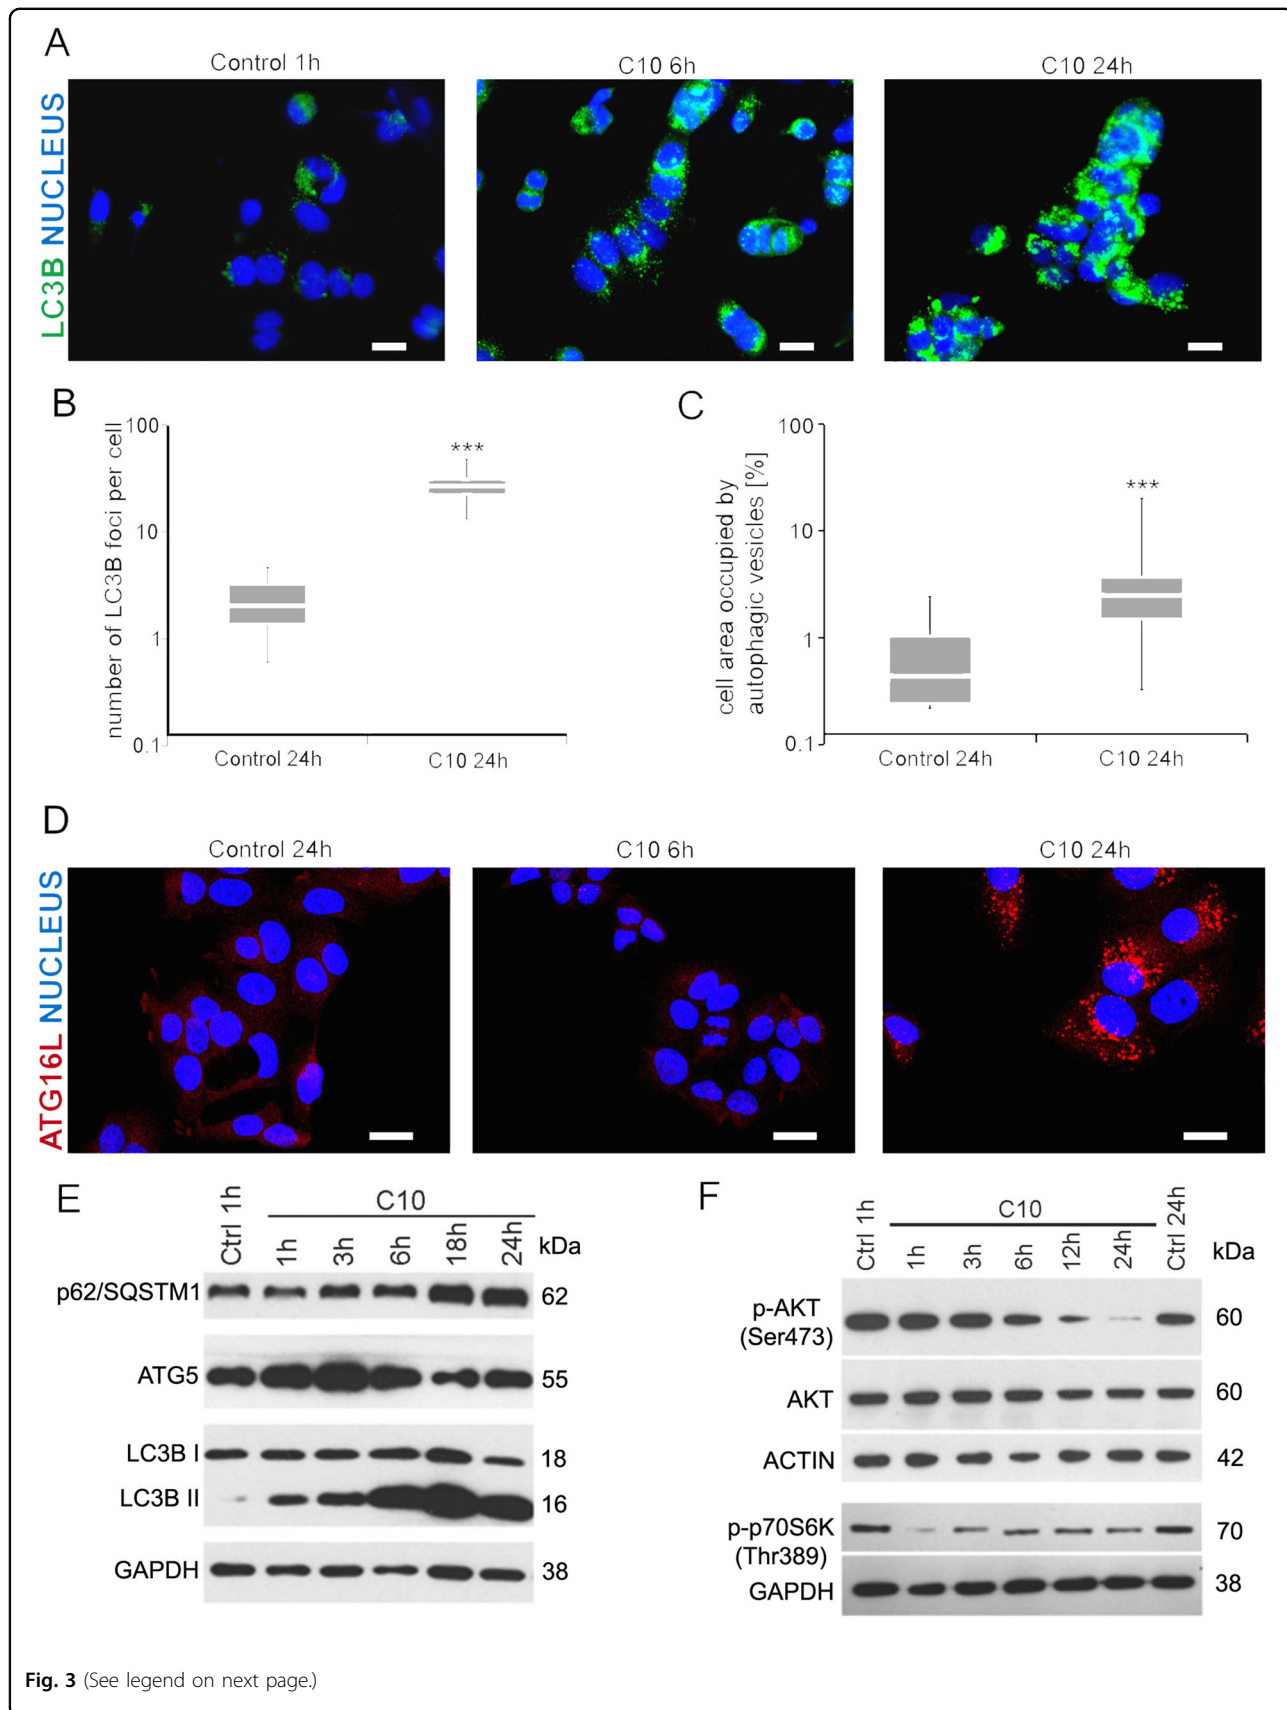 A
Control 1h
C10 6h
C10 24h
LC3B NUCLEUS
B
number of LC3B foci per cell
100
10
1
0.1
***
Control 24h
C10 24h
C
cell area occupied by
autophagic vesicles [%]
100
10
1
0.1
***
Control 24h
C10 24h
D
Control 24h
C10 6h
C10 24h
ATG16L NUCLEUS
E
Ctrl 1h
C10
1h
3h
6h
18h
24h
kDa
p62/SQSTM1
62
ATG5
55
LC3B I
18
LC3B II
16
GAPDH
38
F
Ctrl 1h
C10
1h
3h
6h
12h
24h
Ctrl 24h
kDa
p-AKT
(Ser473)
60
AKT
60
ACTIN
42
p-p70S6K
(Thr389)
70
GAPDH
38
Fig. 3 (See legend on next page.)